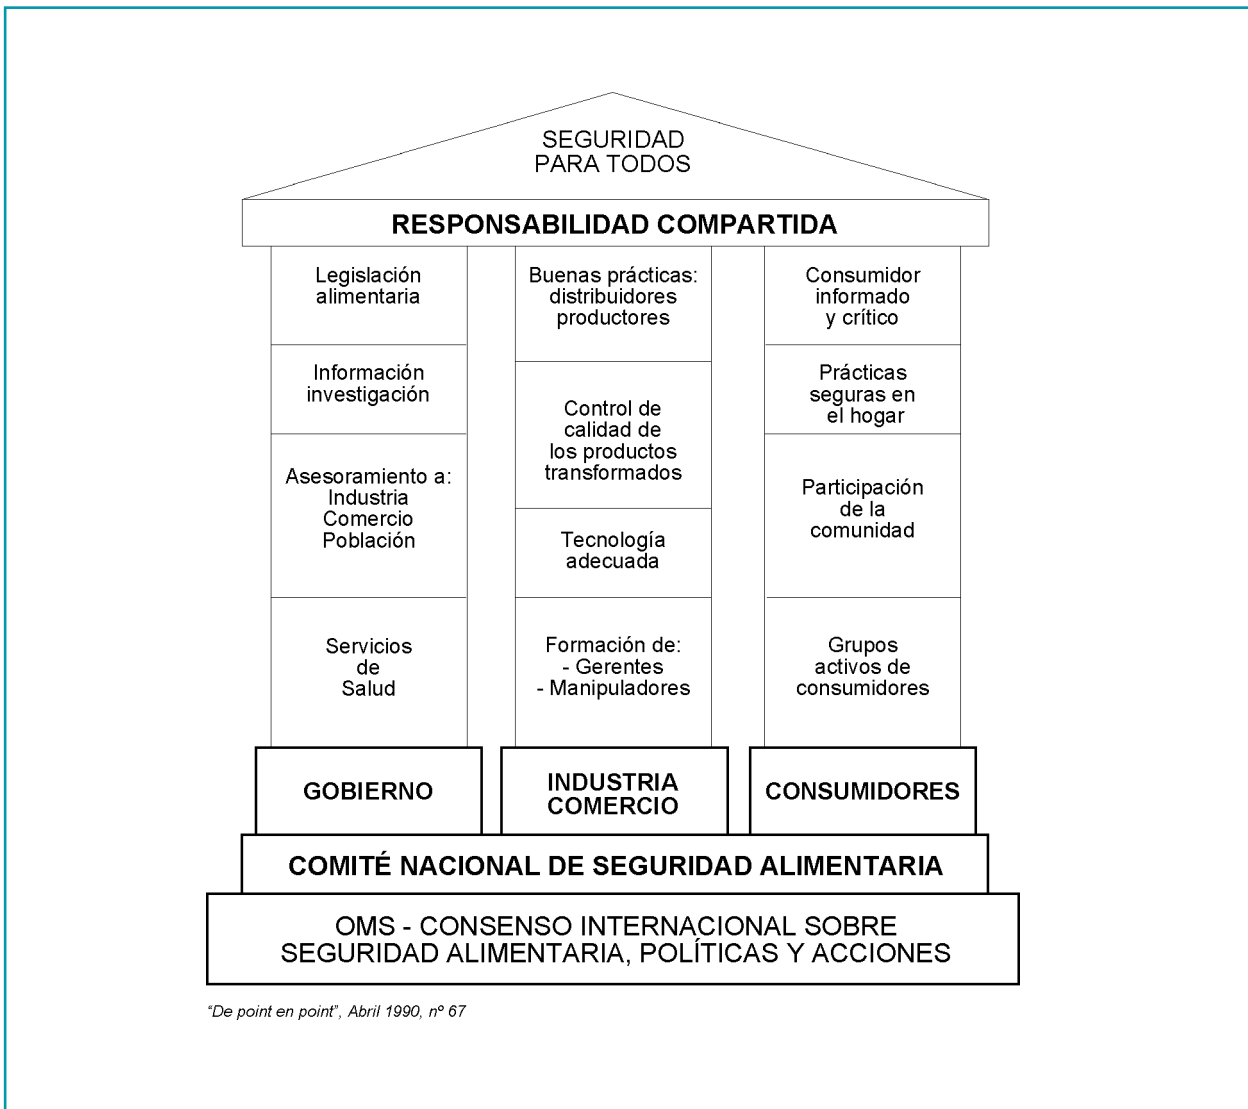 SEGURIDAD
PARA TODOS
RESPONSABILIDAD COMPARTIDA
Legislación
alimentaria
Información
investigación
Asesoramiento a:
Industria
Comercio
Población
Servicios
de
Salud
GOBIERNO
Buenas prácticas:
distribuidores
productores
Control de
calidad de
los productos
transformados
Tecnología
adecuada
Formación de:
- Gerentes
- Manipuladores
INDUSTRIA
COMERCIO
Consumidor
informado
y crítico
Prácticas
seguras en
el hogar
Participación
de la
comunidad
Grupos
activos de
consumidores
CONSUMIDORES
COMITÉ NACIONAL DE SEGURIDAD ALIMENTARIA
OMS - CONSENSO INTERNACIONAL SOBRE
SEGURIDAD ALIMENTARIA, POLÍTICAS Y ACCIONES
“De point en point”, Abril 1990, nº 67